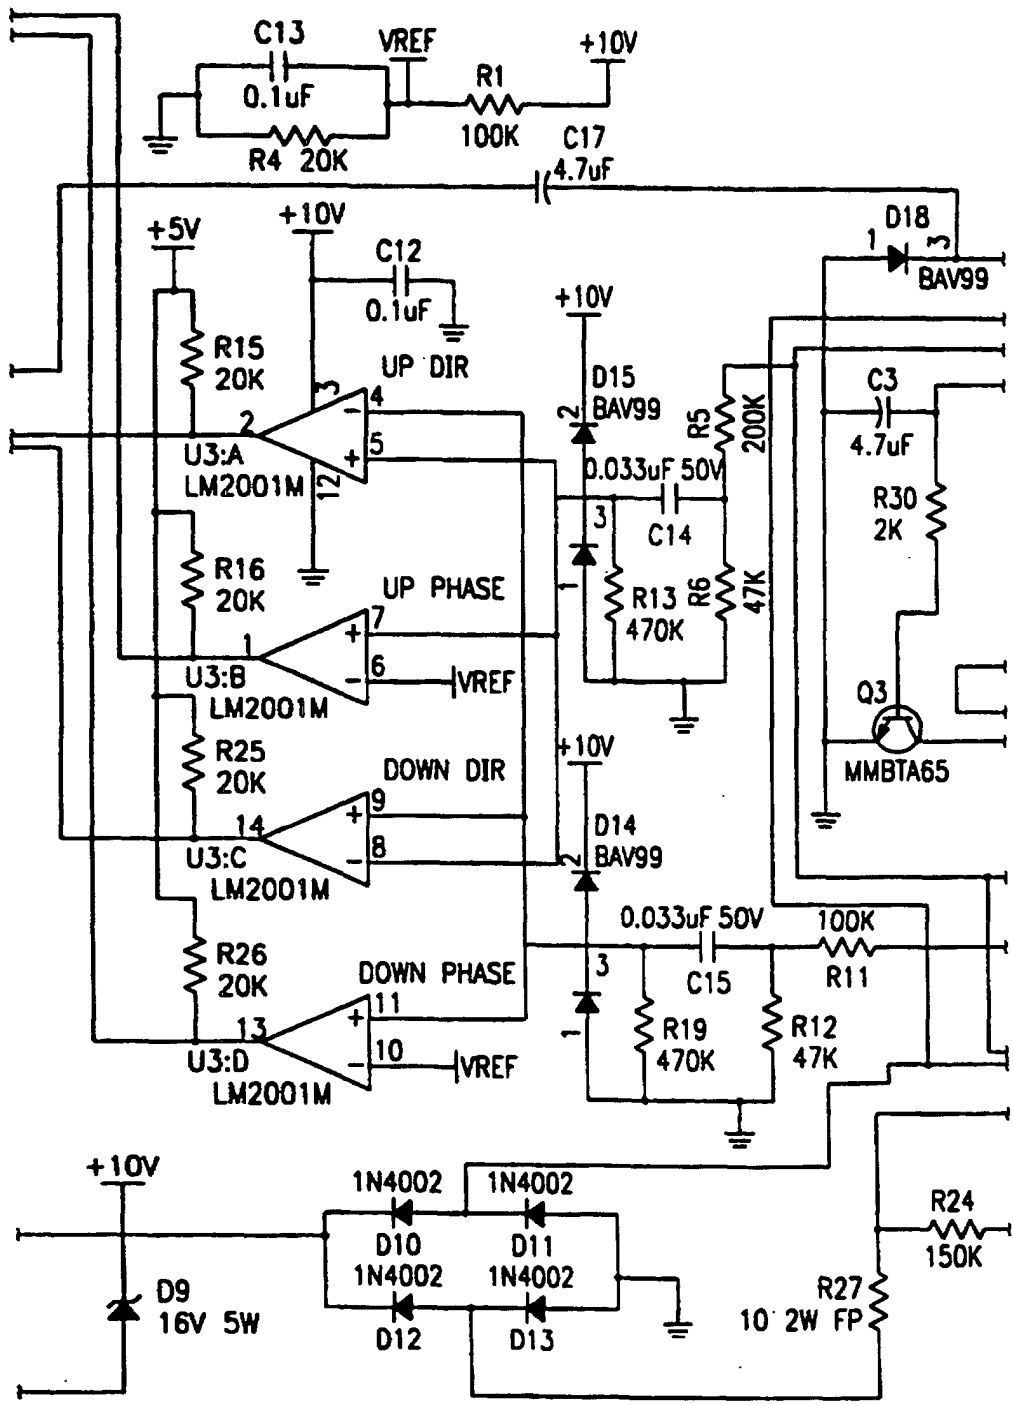 C13
0.1uF
R4 20K
VREF
R1
100K
+10V
C17
4.7uF
D18
1
3
BAV99
+5V
+10V
C12
0.1uF
R15
20K
UP DIR
3
4
5
2
12
-
+
U3:A
LM2001M
+10V
D15
BAV99
2
3
1
R5
200K
0.033uF 50V
C14
R13
470K
R6
47K
C3
4.7uF
R30
2K
R16
20K
UP PHASE
7
6
1
+
-
VREF
U3:B
LM2001M
Q3
MMBTA65
R25
20K
DOWN DIR
9
8
14
+
-
U3:C
LM2001M
+10V
D14
BAV99
2
3
1
0.033uF 50V
C15
100K
R11
R19
470K
R12
47K
R26
20K
DOWN PHASE
11
10
13
+
-
VREF
U3:D
LM2001M
+10V
D9
16V 5W
1N4002
D10
1N4002
D11
1N4002
D12
1N4002
D13
R24
150K
R27
10 2W FP